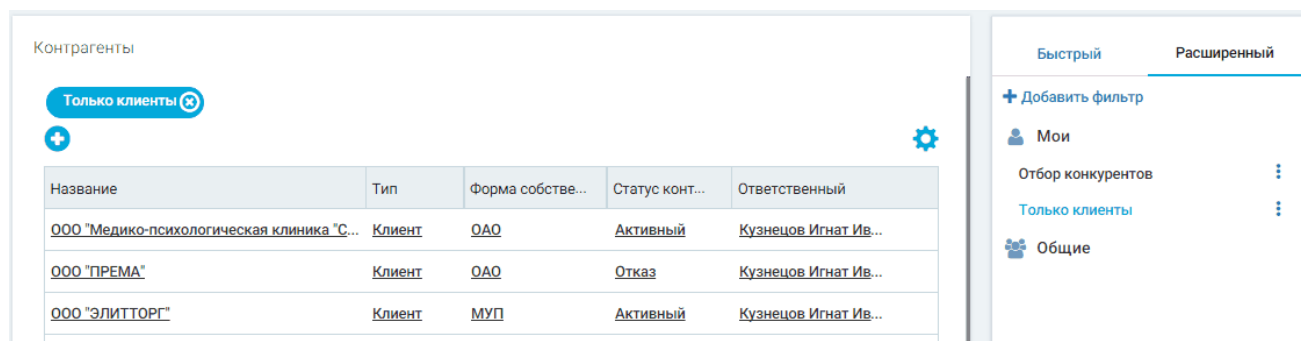 Контрагенты
Быстрый Расширенный
Только клиенты
Добавить фильтр
Мои
Название Тип Форма собстве... Статус конт... Ответственный
Отбор конкурентов
Только клиенты
ООО "Медико-психологическая клиника "С... Клиент ОАО Активный Кузнецов Игнат Ив...
Общие
ООО "ПРЕМА" Клиент ОАО Отказ Кузнецов Игнат Ив...
ООО "ЭЛИТТОРГ" Клиент МУП Активный Кузнецов Игнат Ив...